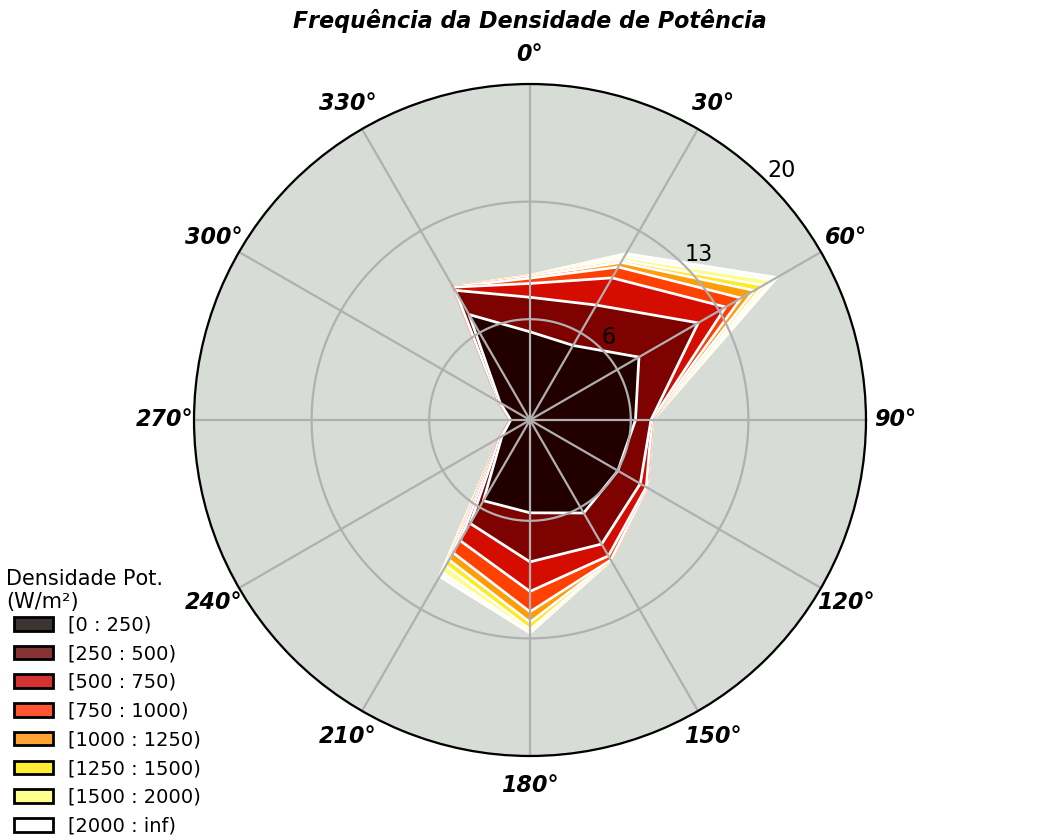 Frequência da Densidade de Potência
0°
330°
30°
20
300°
60°
13
6
270°
90°
240°
120°
210°
150°
180°
Densidade Pot.
(W/m²)
[0 : 250)
[250 : 500)
[500 : 750)
[750 : 1000)
[1000 : 1250)
[1250 : 1500)
[1500 : 2000)
[2000 : inf)